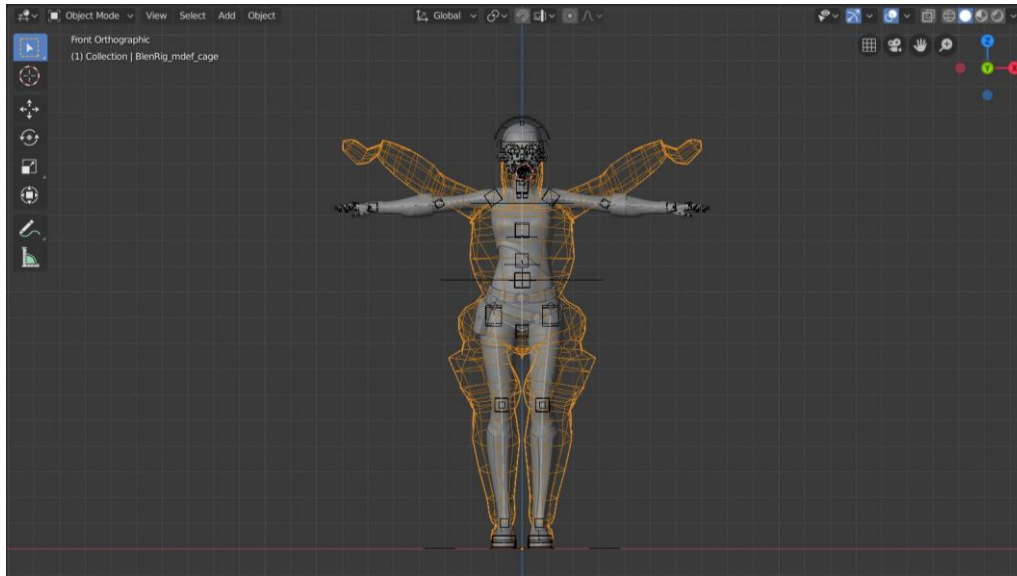 Object Mode View Select Add Object Global
Front Orthographic
(1) Collection | BlenRig_mdef_cage
Z
Y
X